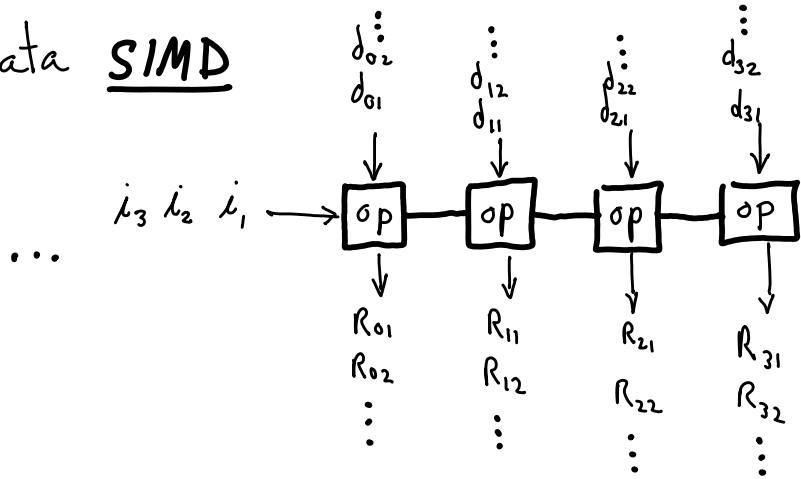 ata SIMD
⋮ ⋮ ⋮ ⋮
d₀₂ d₁₂ d₂₂ d₃₂
d₀₁ d₁₁ d₂₁ d₃₁
... i₃ i₂ i₁ op op op op
R₀₁ R₁₁ R₂₁ R₃₁
R₀₂ R₁₂ R₂₂ R₃₂
⋮ ⋮ ⋮ ⋮